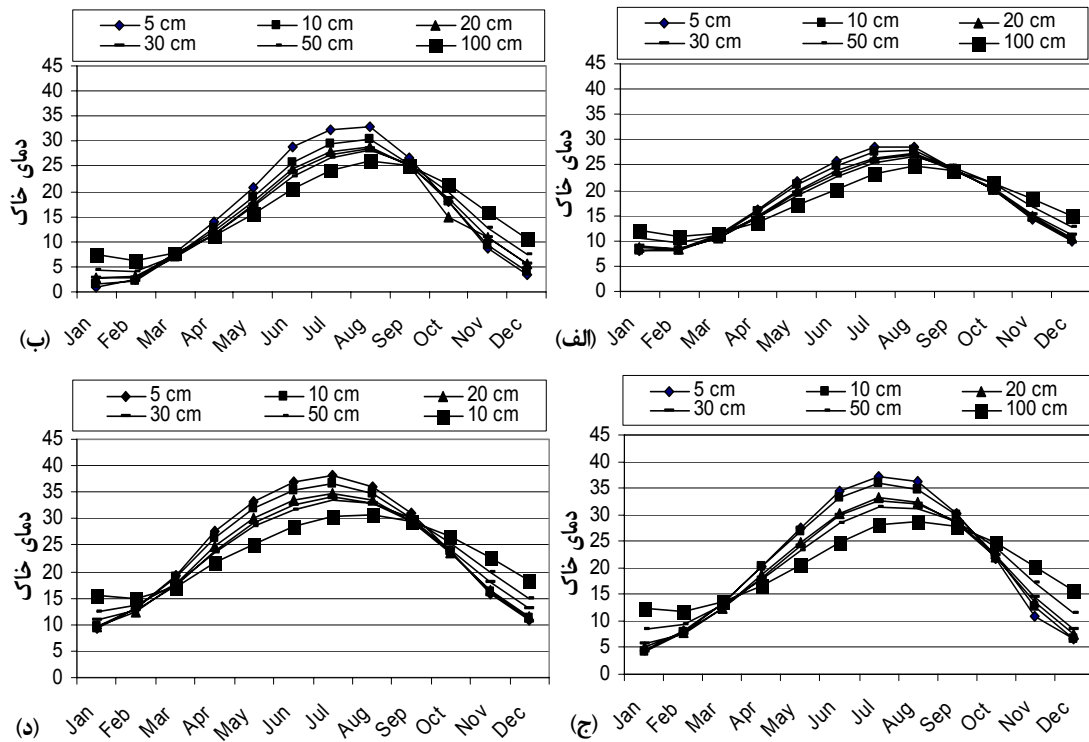 5 cm 10 cm 20 cm
30 cm 50 cm 100 cm
دمای خاک
45
40
35
30
25
20
15
10
5
0
Jan Feb Mar Apr May Jun Jul Aug Sep Oct Nov Dec
(الف)
5 cm 10 cm 20 cm
30 cm 50 cm 100 cm
دمای خاک
45
40
35
30
25
20
15
10
5
0
Jan Feb Mar Apr May Jun Jul Aug Sep Oct Nov Dec
(ب)
5 cm 10 cm 20 cm
30 cm 50 cm 100 cm
دمای خاک
45
40
35
30
25
20
15
10
5
0
Jan Feb Mar Apr May Jun Jul Aug Sep Oct Nov Dec
(ج)
5 cm 10 cm 20 cm
30 cm 50 cm 10 cm
دمای خاک
45
40
35
30
25
20
15
10
5
0
Jan Feb Mar Apr May Jun Jul Aug Sep Oct Nov Dec
(د)